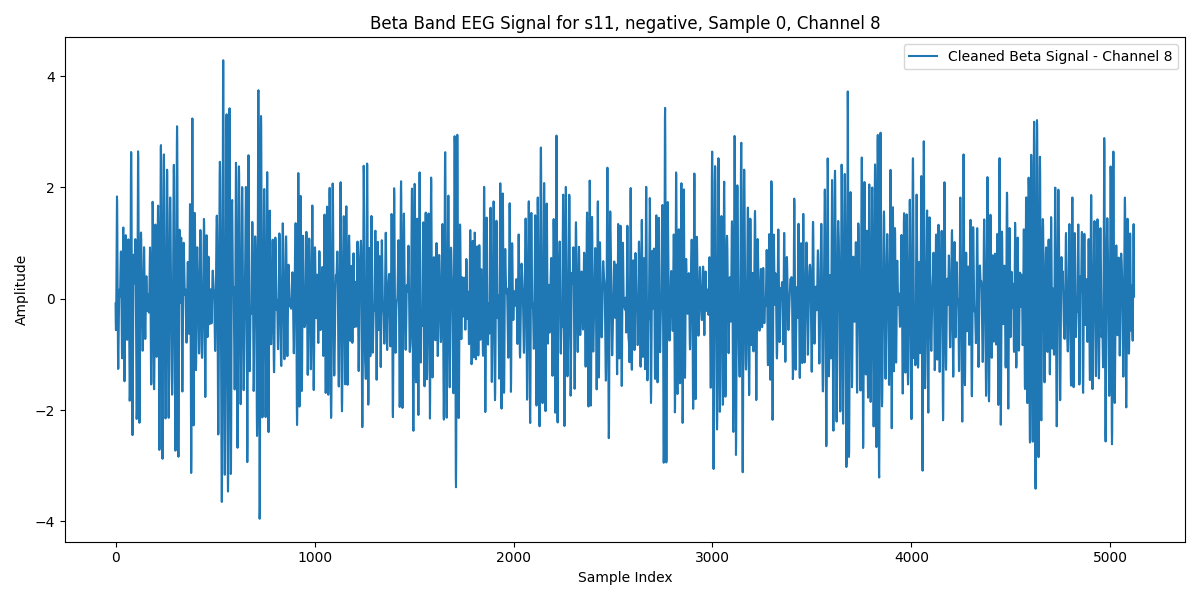 Beta Band EEG Signal for s11, negative, Sample 0, Channel 8
Cleaned Beta Signal - Channel 8
Amplitude
4
2
0
−2
−4
0 1000 2000 3000 4000 5000
Sample Index